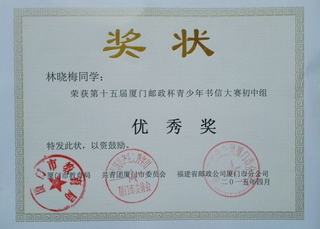 奖状
林晓梅同学：
荣获第十五届厦门邮政杯青少年书信大赛初中组
优秀奖
特发此状，以资鼓励。
厦门市教育局 共青团厦门市委员会 福建省邮政公司厦门市分公司
二〇一五年四月